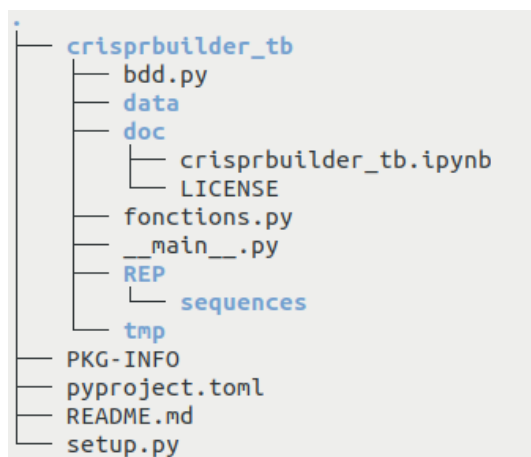 .
crisprbuilder_tb
bdd.py
data
doc
crisprbuilder_tb.ipynb
LICENSE
fonctions.py
__main__.py
REP
sequences
tmp
PKG-INFO
pyproject.toml
README.md
setup.py